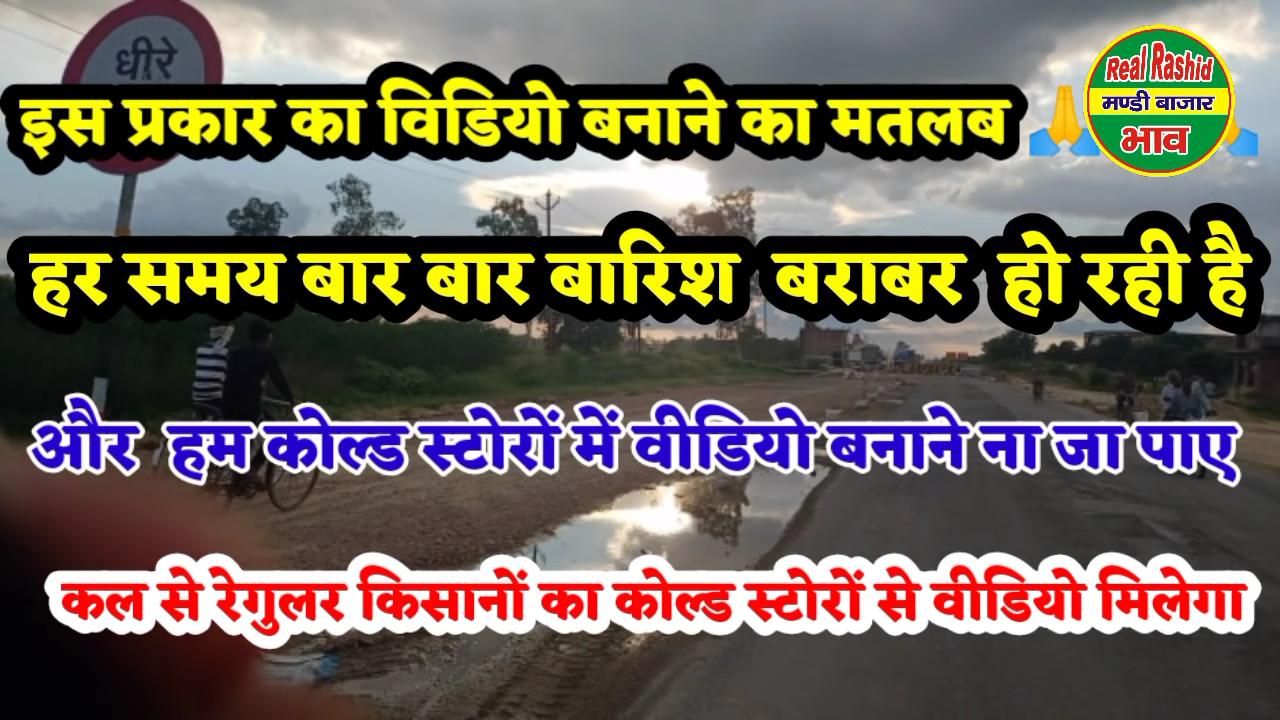 धीरे
इस प्रकार का विडियो बनाने का मतलब 🙏
Real Rashid
मण्डी बाजार
भाव
हर समय बार बार बारिश बराबर हो रही है
और हम कोल्ड स्टोरों में वीडियो बनाने ना जा पाए
कल से रेगुलर किसानों का कोल्ड स्टोरों से वीडियो मिलेगा